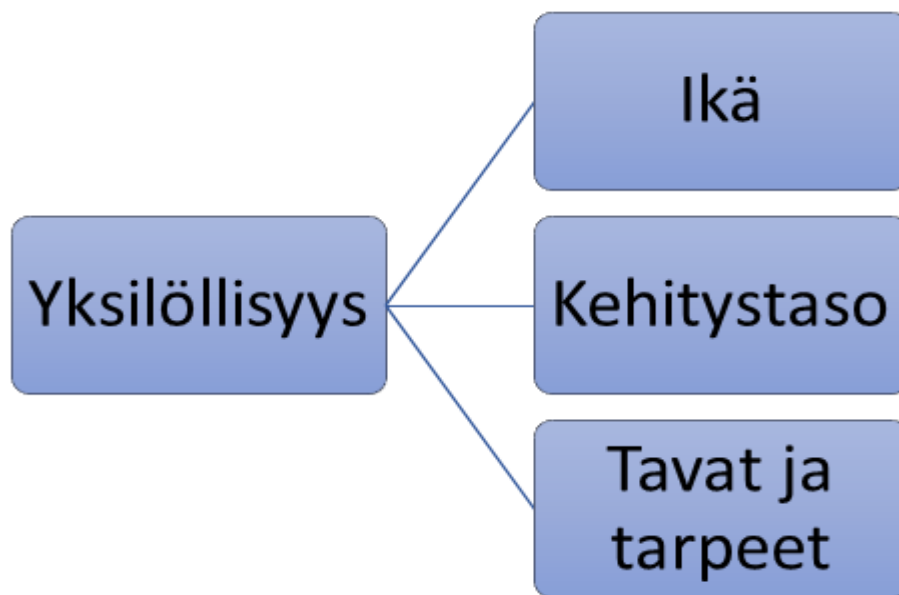 Yksilöllisyys
Ikä
Kehitystaso
Tavat ja
tarpeet